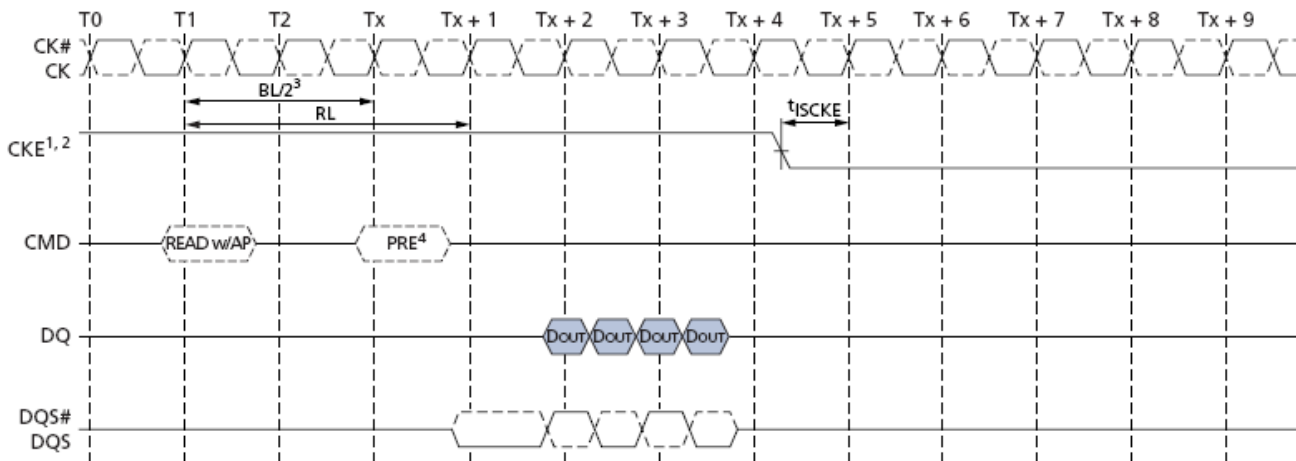 T0 T1 T2 Tx Tx + 1 Tx + 2 Tx + 3 Tx + 4 Tx + 5 Tx + 6 Tx + 7 Tx + 8 Tx + 9
CK#
CK
BL/2³
RL
tISCKE
CKE1, 2
CMD READ w/AP PRE⁴
DQ DOUT DOUT DOUT DOUT
DQS#
DQS